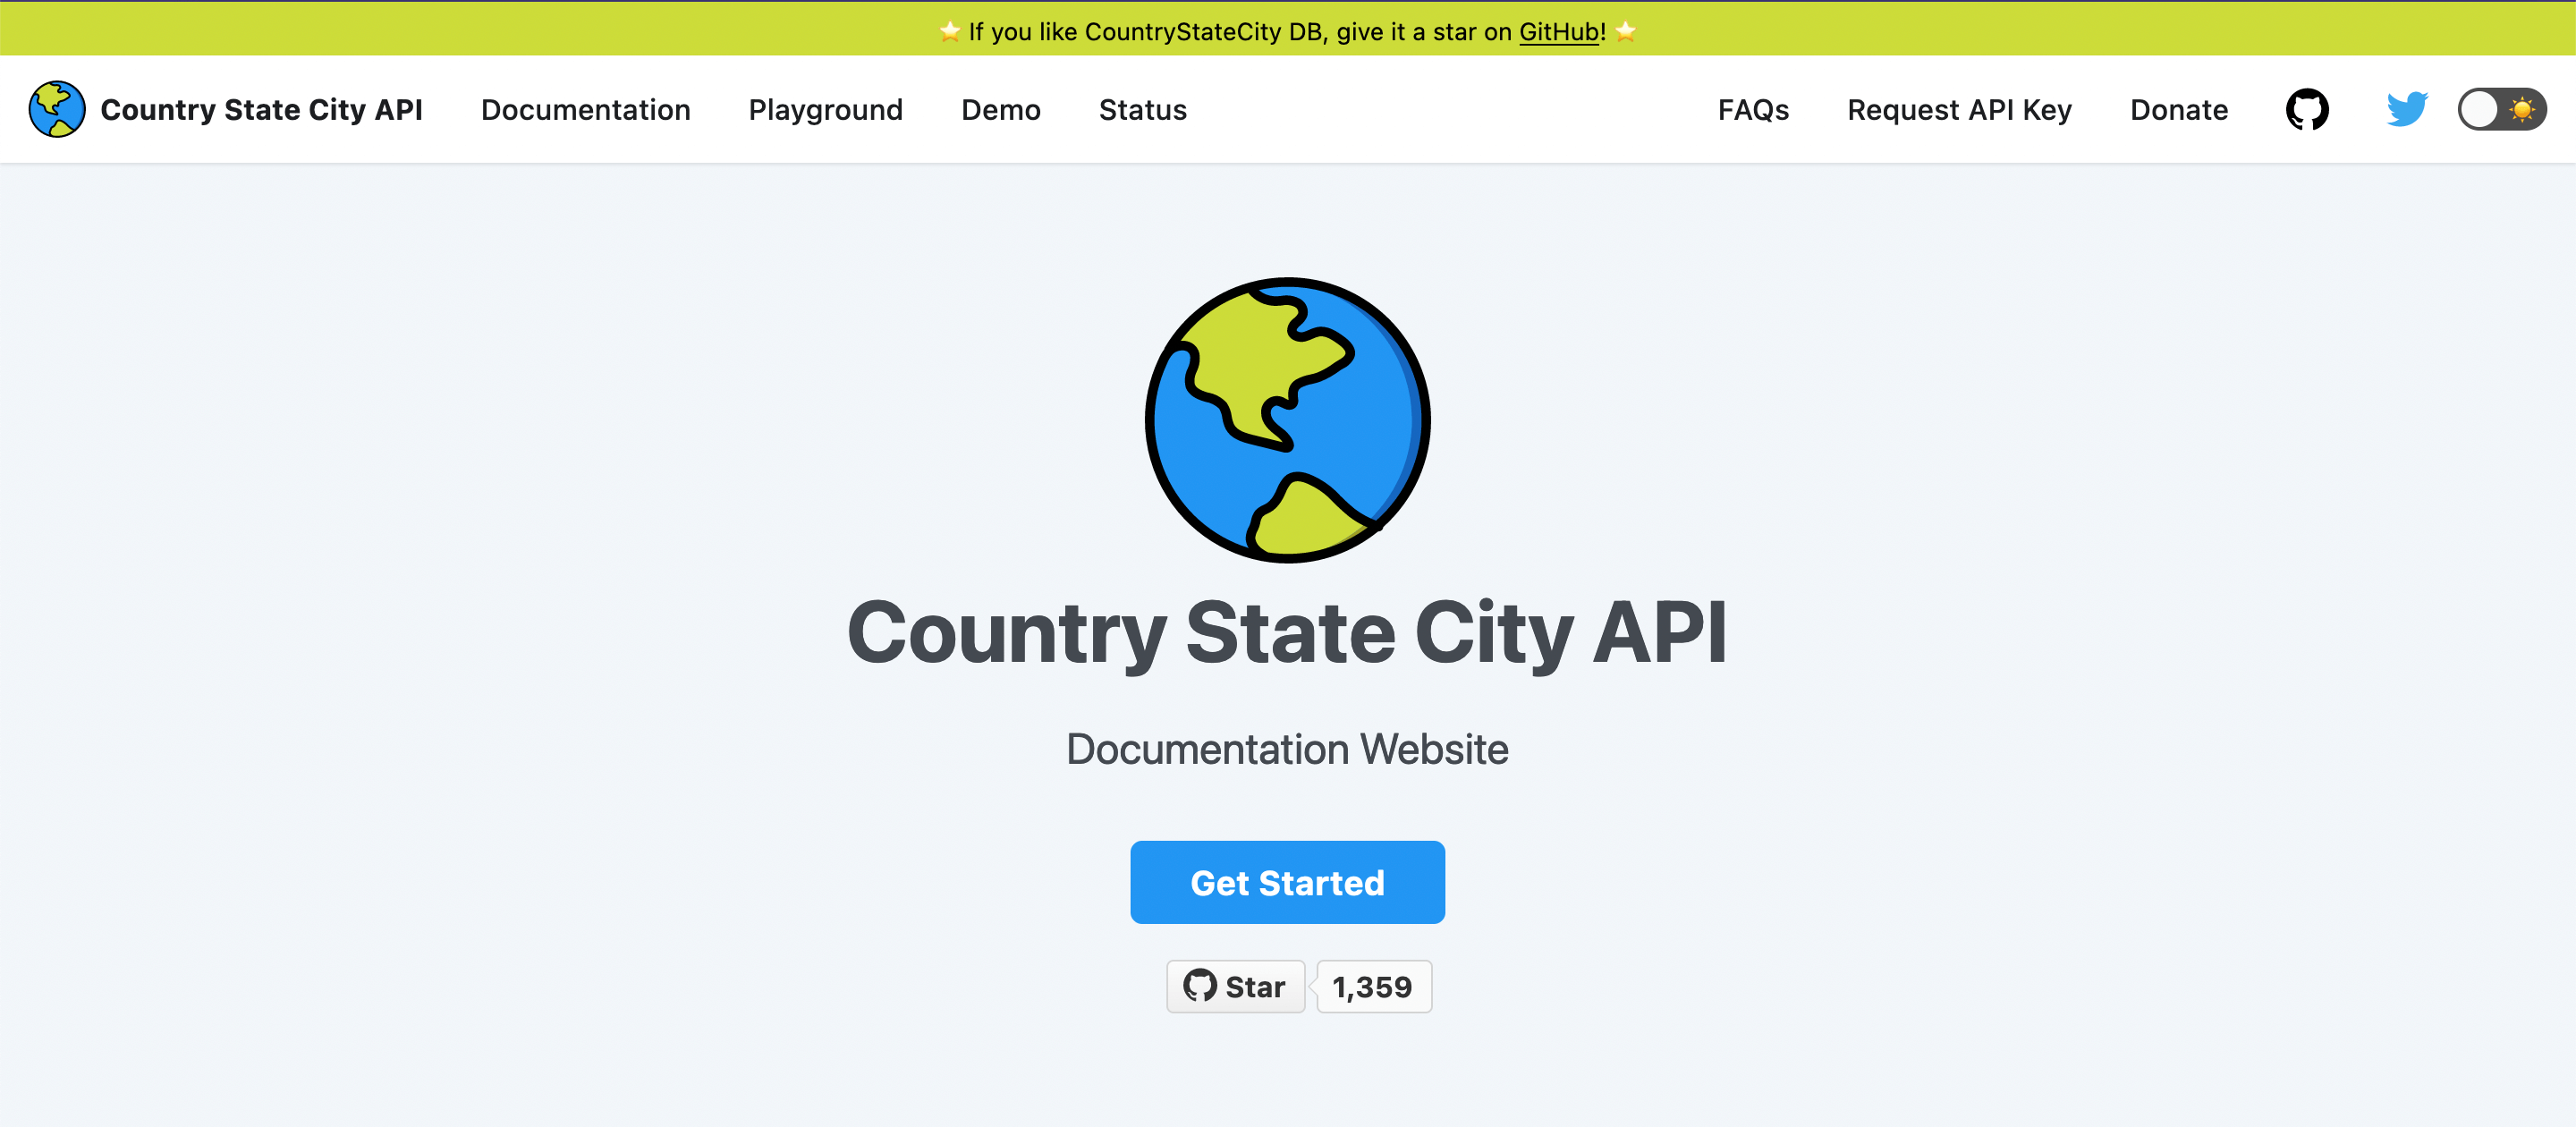 ⭐ If you like CountryStateCity DB, give it a star on GitHub! ⭐
Country State City API Documentation Playground Demo Status FAQs Request API Key Donate
Country State City API
Documentation Website
Get Started
Star 1,359